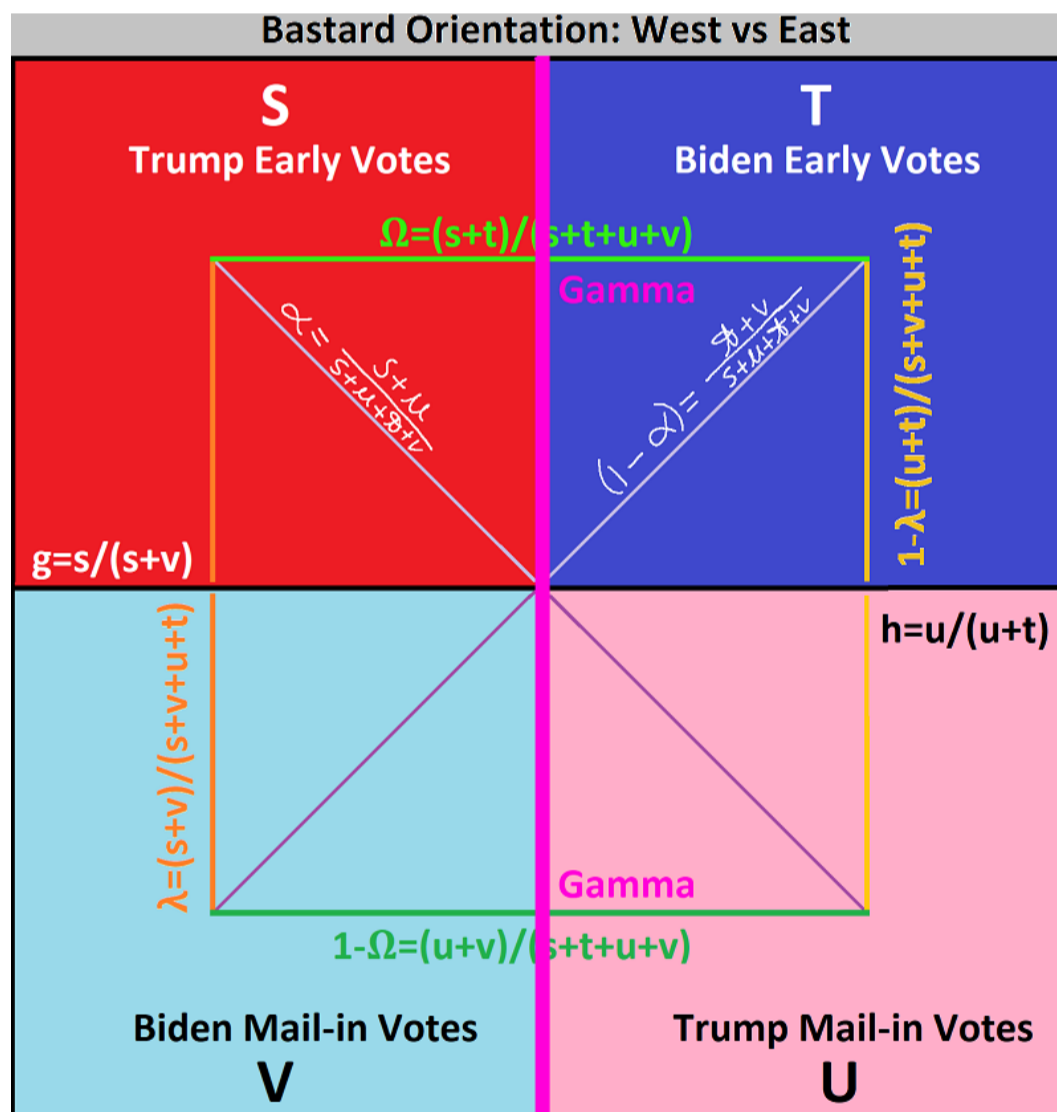 Bastard Orientation: West vs East
S
Trump Early Votes
T
Biden Early Votes
Ω=(s+t)/(s+t+u+v)
Gamma
α = s+u
s+u+t+v
(1-α) = t+v
s+u+t+v
1-λ=(u+t)/(s+v+u+t)
g=s/(s+v)
h=u/(u+t)
λ=(s+v)/(s+v+u+t)
Gamma
1-Ω=(u+v)/(s+t+u+v)
Biden Mail-in Votes
V
Trump Mail-in Votes
U